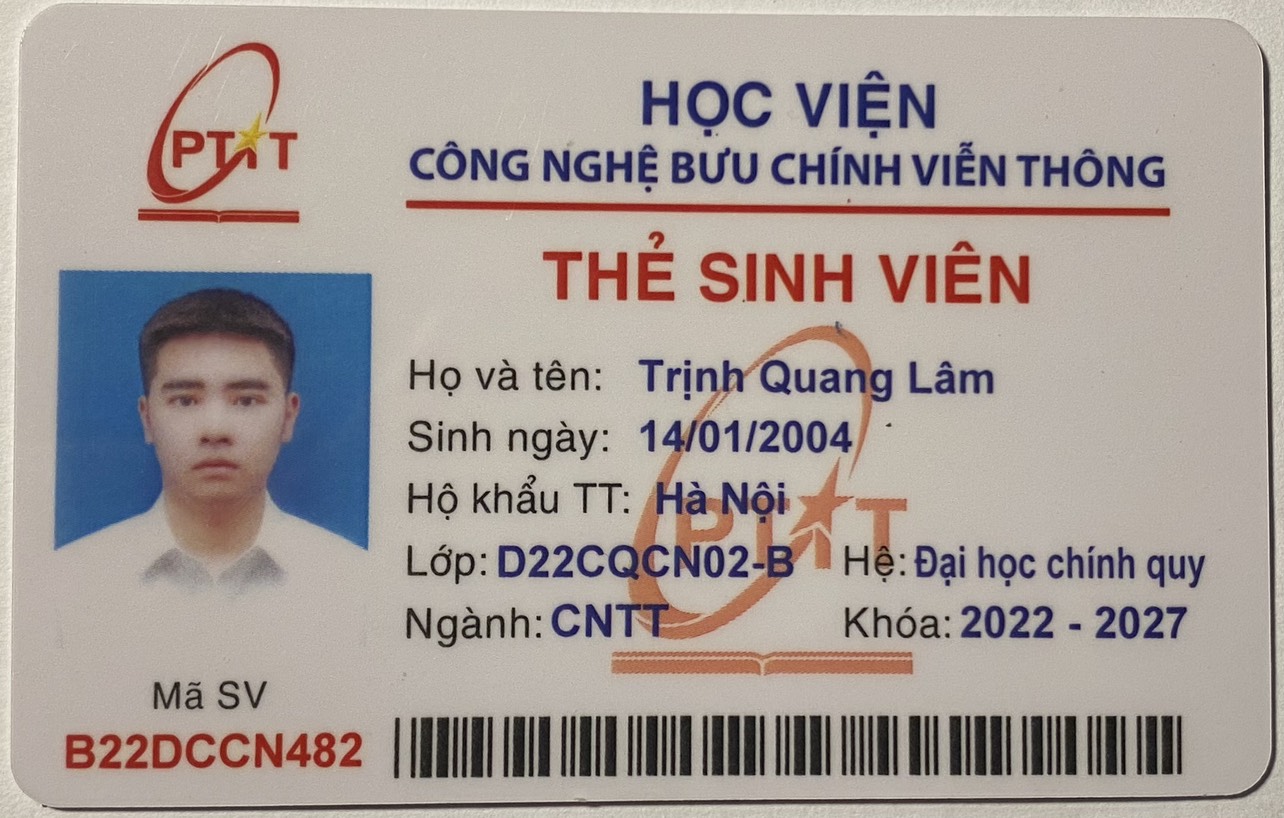 PTIT
HỌC VIỆN
CÔNG NGHỆ BƯU CHÍNH VIỄN THÔNG
THẺ SINH VIÊN
Họ và tên: Trịnh Quang Lâm
Sinh ngày: 14/01/2004
Hộ khẩu TT: Hà Nội
Lớp: D22CQCN02-B Hệ: Đại học chính quy
Ngành: CNTT Khóa: 2022 - 2027
PTIT
Mã SV
B22DCCN482